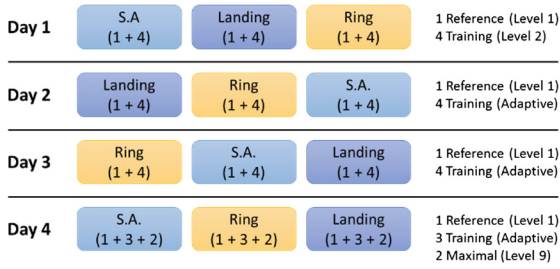 Day 1
S.A
(1 + 4)
Landing
(1 + 4)
Ring
(1 + 4)
1 Reference (Level 1)
4 Training (Level 2)
Day 2
Landing
(1 + 4)
Ring
(1 + 4)
S.A.
(1 + 4)
1 Reference (Level 1)
4 Training (Adaptive)
Day 3
Ring
(1 + 4)
S.A.
(1 + 4)
Landing
(1 + 4)
1 Reference (Level 1)
4 Training (Adaptive)
Day 4
S.A.
(1 + 3 + 2)
Ring
(1 + 3 + 2)
Landing
(1 + 3 + 2)
1 Reference (Level 1)
3 Training (Adaptive)
2 Maximal (Level 9)